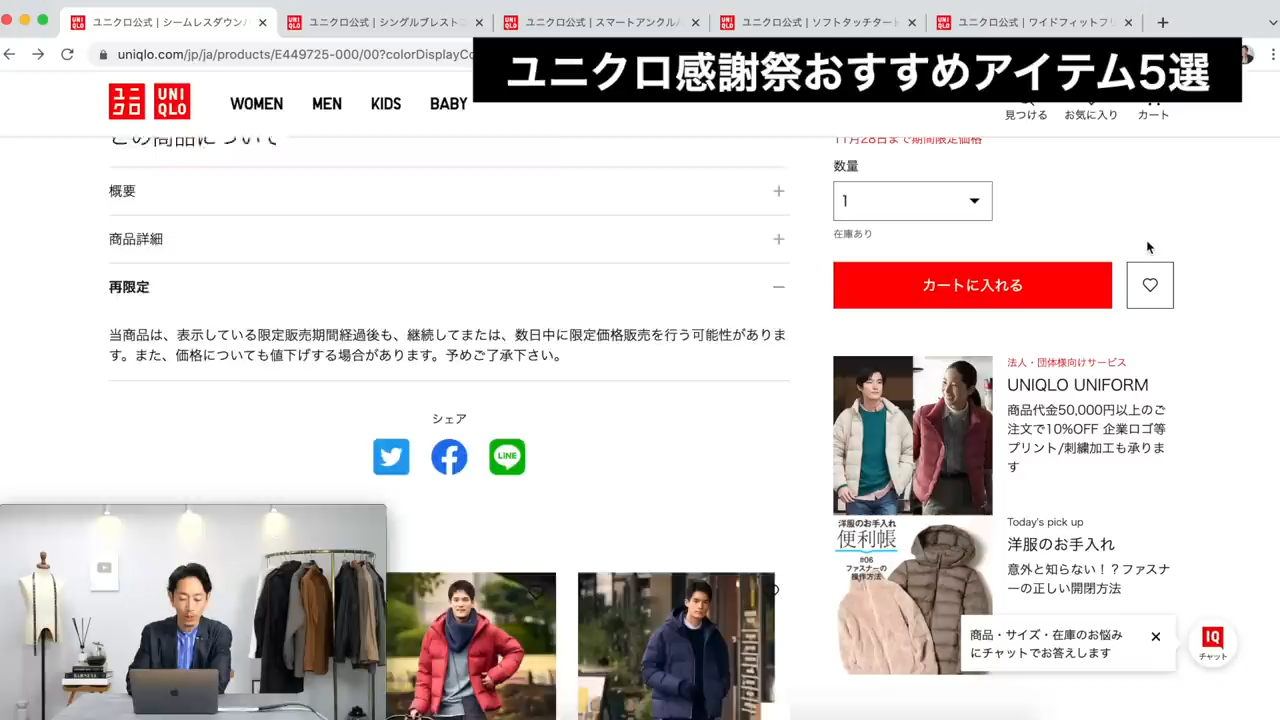 ユニクロ公式 | シームレスダウンパ
ユニクロ公式 | シングルブレスト
ユニクロ公式 | スマートアンクル
ユニクロ公式 | ソフトタッチター
ユニクロ公式 | ワイドフィットフリ
uniqlo.com/jp/ja/products/E449725-000/00?colorDisplayCo
ユニクロ感謝祭おすすめアイテム5選
ユニ
クロ
UNI
QLO
WOMEN
MEN
KIDS
BABY
見つける
お気に入り
カート
この商品について
概要
商品詳細
再限定
当商品は、表示している限定販売期間経過後も、継続してまたは、数日中に限定価格販売を行う可能性がありま
す。また、価格についても値下げする場合があります。予めご了承下さい。
シェア
LINE
11月28日まで期間限定価格
数量
1
在庫あり
カートに入れる
法人・団体様向けサービス
UNIQLO UNIFORM
商品代金50,000円以上のご
注文で10%OFF 企業ロゴ等
プリント/刺繍加工も承りま
す
洋服のお手入れ
便利帳
#06
ファスナーの
操作方法
Today's pick up
洋服のお手入れ
意外と知らない！？ファスナ
ーの正しい開閉方法
商品・サイズ・在庫のお悩み
にチャットでお答えします
IQ
チャット